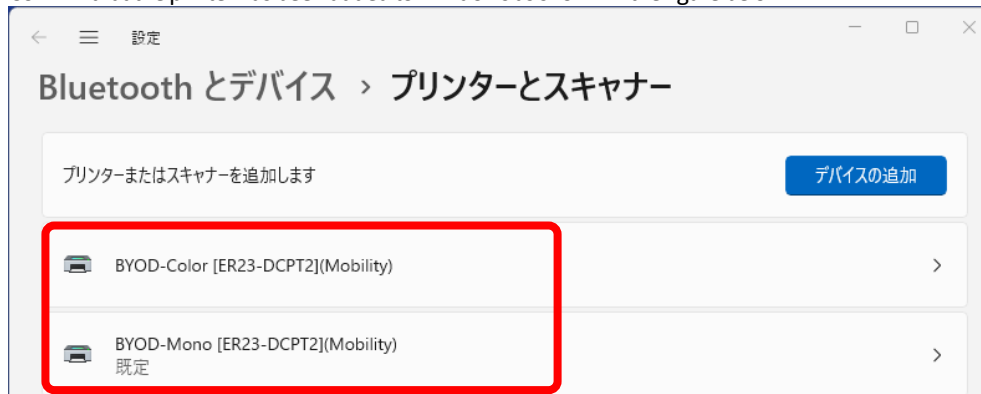 設定
Bluetooth とデバイス › プリンターとスキャナー
プリンターまたはスキャナーを追加します
デバイスの追加
BYOD-Color [ER23-DCPT2](Mobility)
BYOD-Mono [ER23-DCPT2](Mobility)
既定